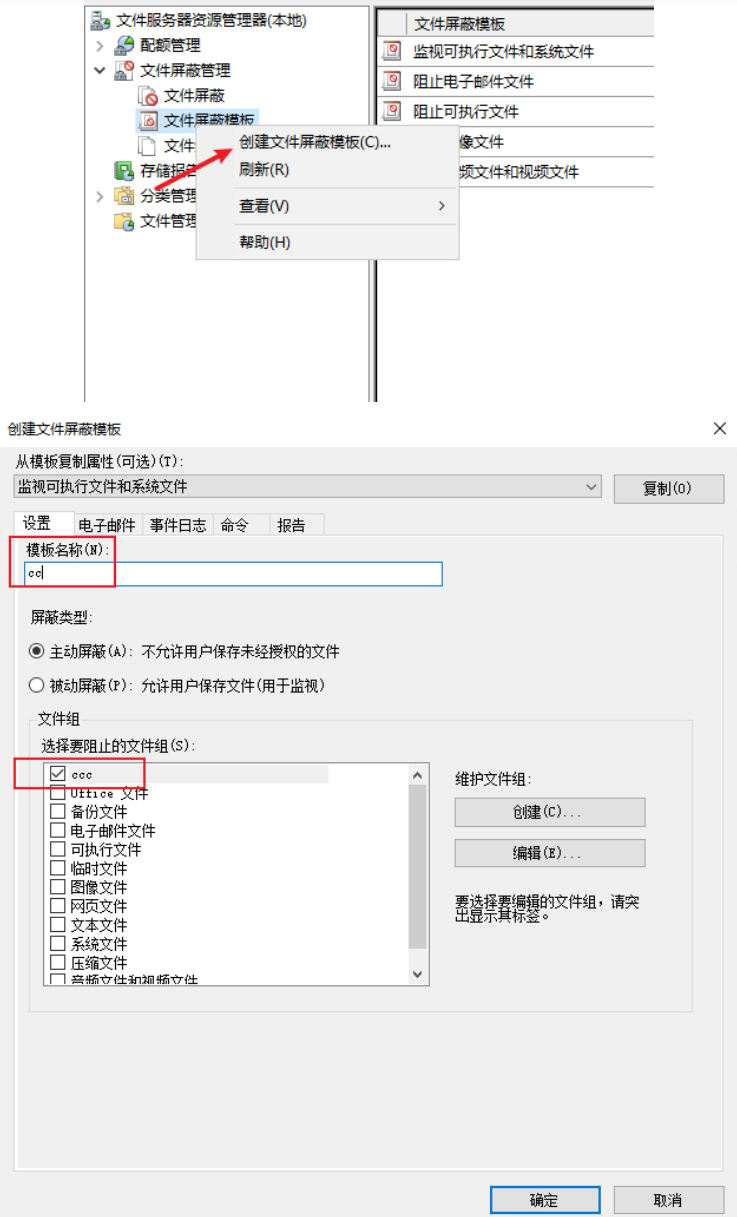 文件服务器资源管理器(本地)
配额管理
文件屏蔽管理
文件屏蔽
文件屏蔽模板
文件
存储报告
分类管理
文件管理
创建文件屏蔽模板(C)...
刷新(R)
查看(V)
帮助(H)
文件屏蔽模板
监视可执行文件和系统文件
阻止电子邮件文件
阻止可执行文件
像文件
频文件和视频文件
创建文件屏蔽模板
从模板复制属性(可选)(T):
监视可执行文件和系统文件
复制(O)
设置 电子邮件 事件日志 命令 报告
模板名称(N):
cc
屏蔽类型:
主动屏蔽(A): 不允许用户保存未经授权的文件
被动屏蔽(P): 允许用户保存文件(用于监视)
文件组
选择要阻止的文件组(S):
ccc
Office 文件
备份文件
电子邮件文件
可执行文件
临时文件
图像文件
网页文件
文本文件
系统文件
压缩文件
音频文件和视频文件
维护文件组:
创建(C)...
编辑(E)...
要选择要编辑的文件组，请突
出显示其标签。
确定 取消